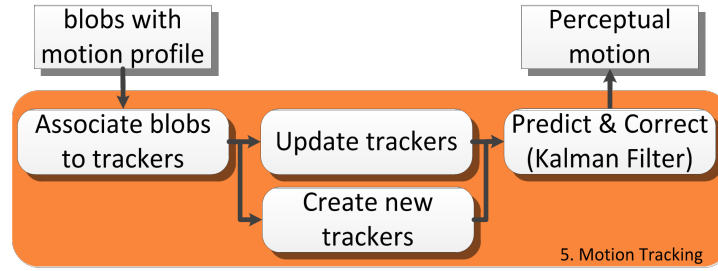 blobs with
motion profile
Perceptual
motion
Associate blobs
to trackers
Update trackers
Predict & Correct
(Kalman Filter)
Create new
trackers
5. Motion Tracking